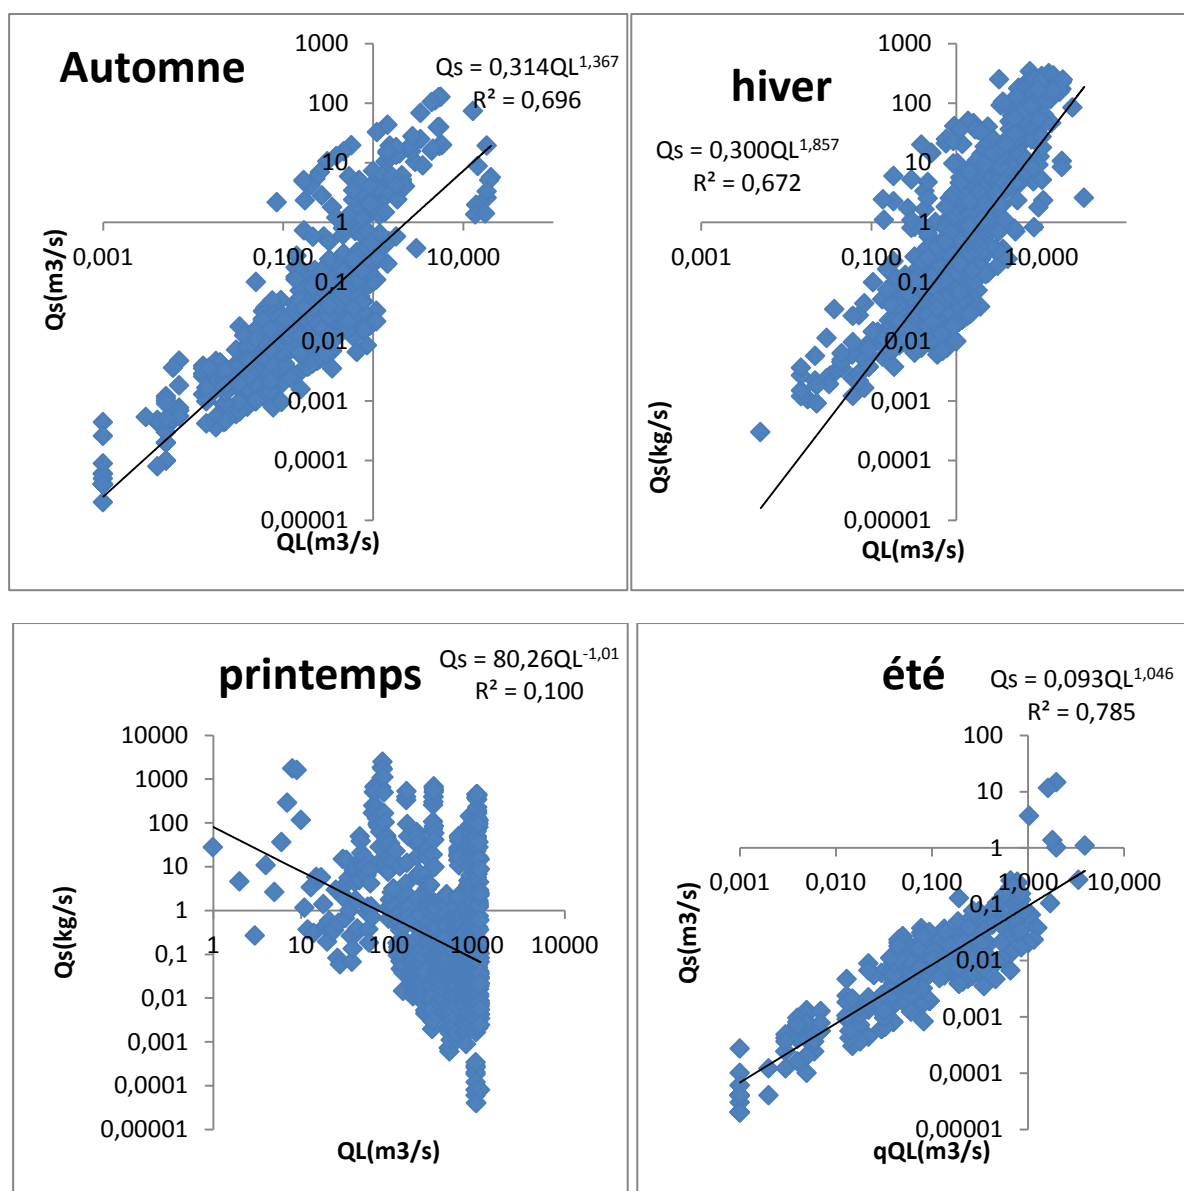 Automne
Qs = 0,314QL^1,367
R² = 0,696
1000
100
10
1
0,1
0,01
0,001
0,0001
0,00001
0,001
0,100
10,000
Qs(m3/s)
QL(m3/s)
hiver
Qs = 0,300QL^1,857
R² = 0,672
1000
100
10
1
0,1
0,01
0,001
0,0001
0,00001
0,001
0,100
10,000
Qs(kg/s)
QL(m3/s)
printemps
Qs = 80,26QL^-1,01
R² = 0,100
10000
1000
100
10
1
0,1
0,01
0,001
0,0001
0,00001
1
10
100
1000
10000
Qs(kg/s)
QL(m3/s)
été
Qs = 0,093QL^1,046
R² = 0,785
100
10
1
0,1
0,01
0,001
0,0001
0,00001
0,001
0,010
0,100
1,000
10,000
Qs(m3/s)
qQL(m3/s)